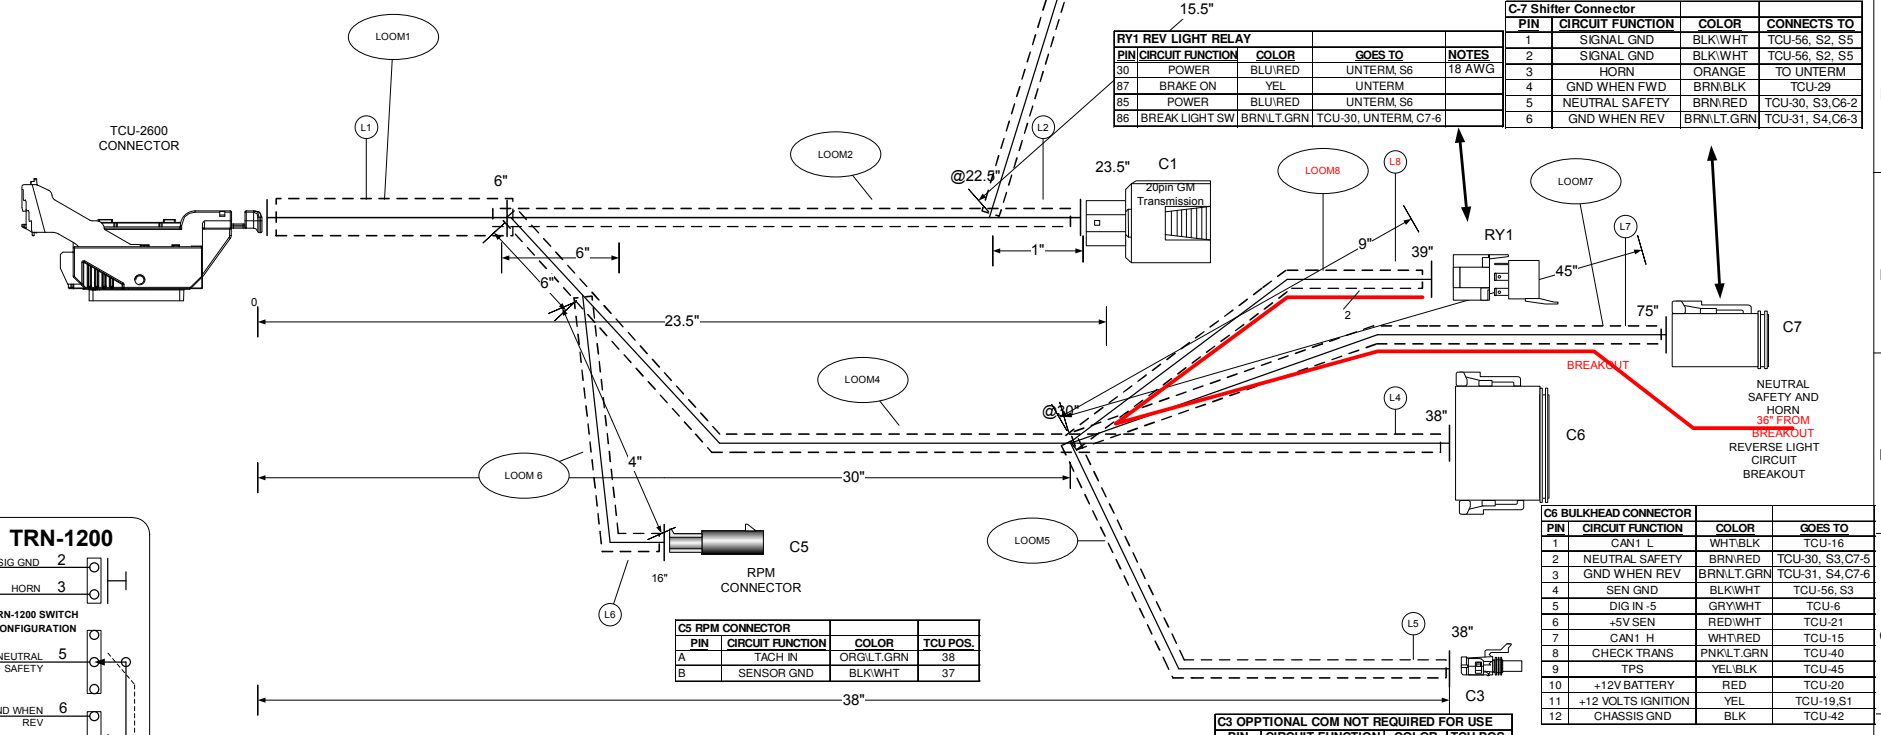 15.5"
LOOM1
TCU-2600
CONNECTOR
L1
6"
LOOM2
@22.5"
L2
23.5"
C1
20pin GM
Transmission
1"
RY1 REV LIGHT RELAY
PIN CIRCUIT FUNCTION COLOR GOES TO NOTES
30 POWER BLU\RED UNTERM, S6 18 AWG
87 BRAKE ON YEL UNTERM
85 POWER BLU\RED UNTERM, S6
86 BREAK LIGHT SW BRN\LT.GRN TCU-30, UNTERM, C7-6
C-7 Shifter Connector
PIN CIRCUIT FUNCTION COLOR CONNECTS TO
1 SIGNAL GND BLK\WHT TCU-56, S2, S5
2 SIGNAL GND BLK\WHT TCU-56, S2, S5
3 HORN ORANGE TO UNTERM
4 GND WHEN FWD BRN\BLK TCU-29
5 NEUTRAL SAFETY BRN\RED TCU-30, S3,C6-2
6 GND WHEN REV BRN\LT.GRN TCU-31, S4,C6-3
LOOM8
L8
LOOM7
L7
9"
39"
RY1
45"
2
75"
C7
6"
6"
0
23.5"
LOOM4
@30"
BREAKOUT
L4
38"
C6
NEUTRAL
SAFETY AND
HORN
36" FROM
BREAKOUT
REVERSE LIGHT
CIRCUIT
BREAKOUT
LOOM 6
4"
30"
LOOM5
C5
RPM
CONNECTOR
16"
L6
TRN-1200
SIG GND 2
HORN 3
RN-1200 SWITCH
ONFIGURATION
NEUTRAL 5
SAFETY
ND WHEN 6
REV
C5 RPM CONNECTOR
PIN CIRCUIT FUNCTION COLOR TCU POS.
A TACH IN ORG\LT.GRN 38
B SENSOR GND BLK\WHT 37
38"
L5
38"
C3
C6 BULKHEAD CONNECTOR
PIN CIRCUIT FUNCTION COLOR GOES TO
1 CAN1 L WHT\BLK TCU-16
2 NEUTRAL SAFETY BRN\RED TCU-30, S3,C7-5
3 GND WHEN REV BRN\LT.GRN TCU-31, S4,C7-6
4 SEN GND BLK\WHT TCU-56, S3
5 DIG IN -5 GRY\WHT TCU-6
6 +5V SEN RED\WHT TCU-21
7 CAN1 H WHT\RED TCU-15
8 CHECK TRANS PNK\LT.GRN TCU-40
9 TPS YEL\BLK TCU-45
10 +12V BATTERY RED TCU-20
11 +12 VOLTS IGNITION YEL TCU-19,S1
12 CHASSIS GND BLK TCU-42
C3 OPPTIONAL COM NOT REQUIRED FOR USE
PIN CIRCUIT FUNCTION COLOR TCU POS.